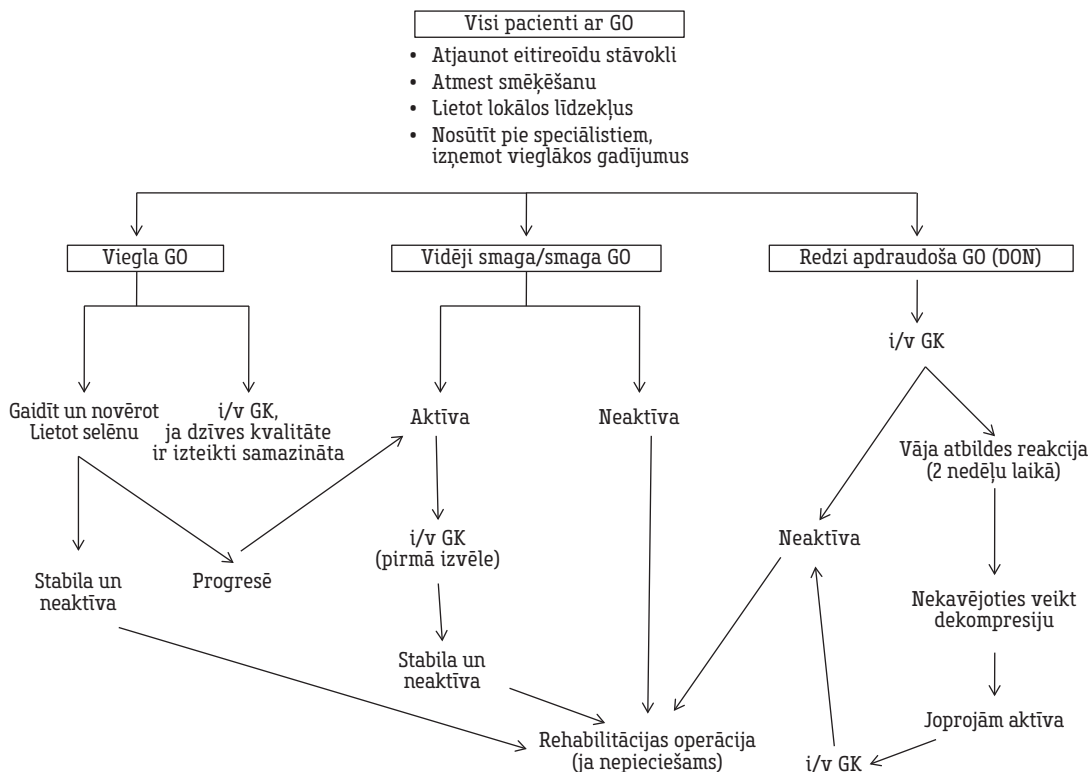 Visi pacienti ar GO
• Atjaunot eitireoīdu stāvokli
• Atmest smēķēšanu
• Lietot lokālos līdzekļus
• Nosūtīt pie speciālistiem,
izņemot vieglākos gadījumus
Viegla GO
Vidēji smaga/smaga GO
Redzi apdraudoša GO (DON)
i/v GK
Gaidīt un novērot
Lietot selēnu
i/v GK,
ja dzīves kvalitāte
ir izteikti samazināta
Aktīva
Neaktīva
Vāja atbildes reakcija
(2 nedēļu laikā)
i/v GK
(pirmā izvēle)
Neaktīva
Stabila un
neaktīva
Progresē
Nekavējoties veikt
dekompresiju
Stabila un
neaktīva
Joprojām aktīva
Rehabilitācijas operācija
(ja nepieciešams)
i/v GK